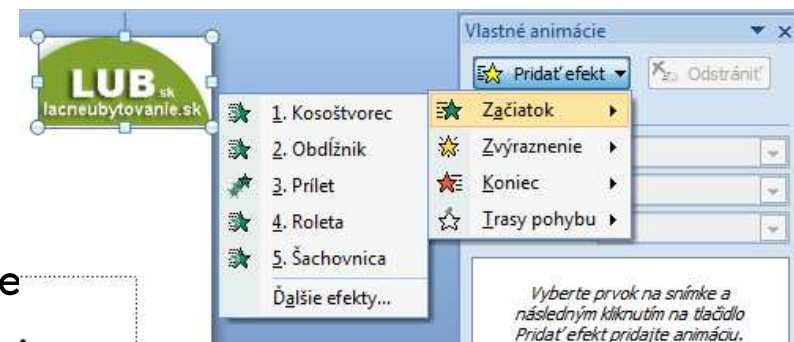 Vlastné animácie
Pridať efekt
Odstrániť
LUB.sk
lacneubytovanie.sk
Začiatok
Zvýraznenie
Koniec
Trasy pohybu
1. Kosoštvorec
2. Obdĺžnik
3. Prílet
4. Roleta
5. Šachovnica
Ďalšie efekty...
e
Vyberte prvok na snímke a
následným kliknutím na tlačidlo
Pridať efekt pridajte animáciu.